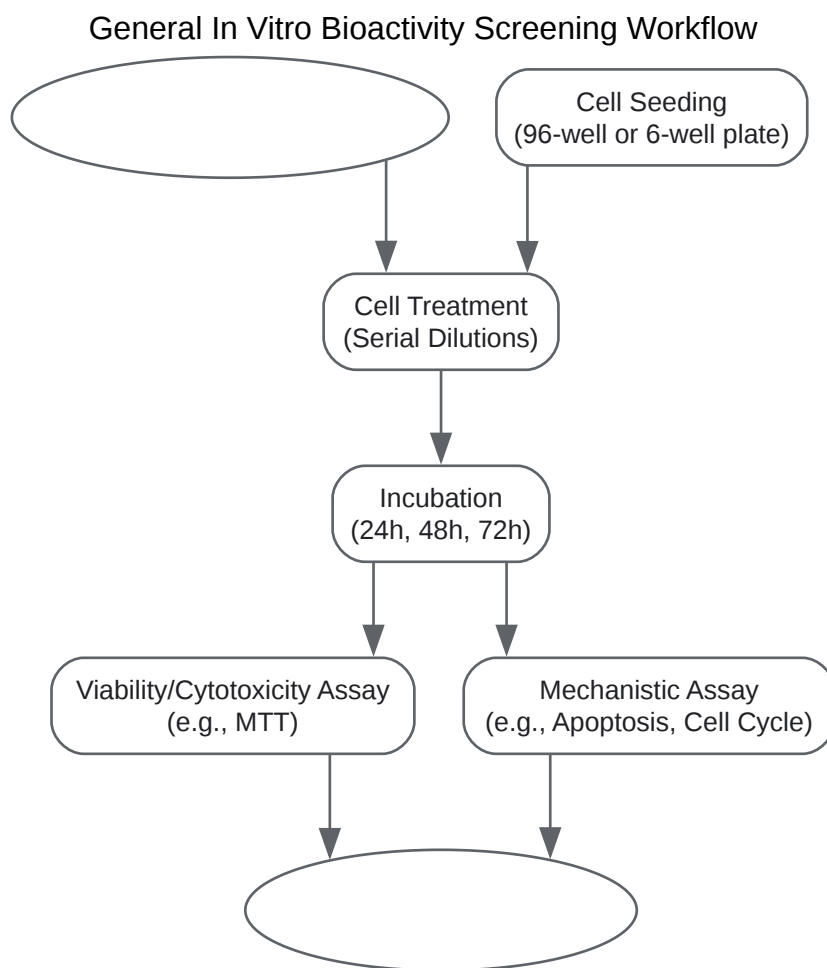 General In Vitro Bioactivity Screening Workflow
Cell Seeding
(96-well or 6-well plate)
Cell Treatment
(Serial Dilutions)
Incubation
(24h, 48h, 72h)
Viability/Cytotoxicity Assay
(e.g., MTT)
Mechanistic Assay
(e.g., Apoptosis, Cell Cycle)